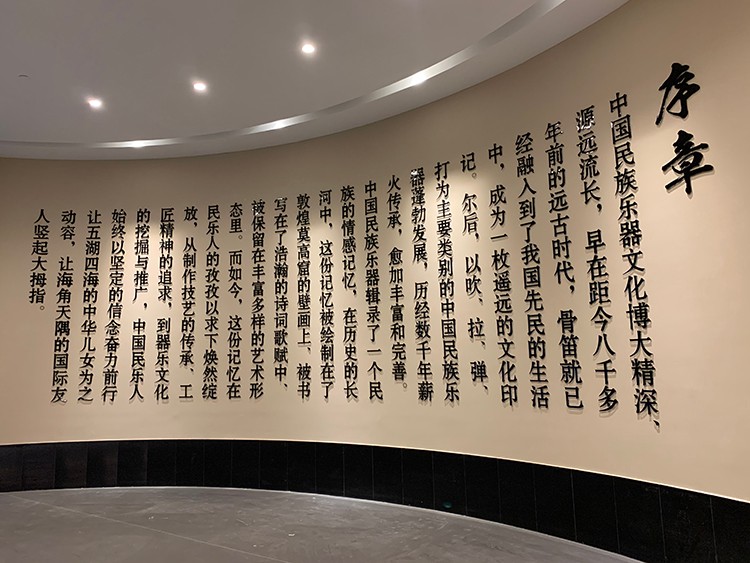 序章
中国民族乐器文化博大精深、
源远流长，早在距今八千多
年前的远古时代，骨笛就已
经融入到了我国先民的生活
中，成为一枚遥远的文化印
记。尔后，以吹、拉、弹、
打为主要类别的中国民族乐
器蓬勃发展，历经数千年薪
火传承，愈加丰富和完善。
中国民族乐器辑录了一个民
族的情感记忆，在历史的长
河中，这份记忆被绘制在了
敦煌莫高窟的壁画上、被书
写在了浩瀚的诗词歌赋中、
被保留在丰富多样的艺术形
态里。而如今，这份记忆在
民乐人的孜孜以求下焕然绽
放，从制作技艺的传承、工
匠精神的追求，到器乐文化
的挖掘与推广，中国民乐人
始终以坚定的信念奋力前行
让五湖四海的中华儿女为之
动容，让海角天隅的国际友
人竖起大拇指。